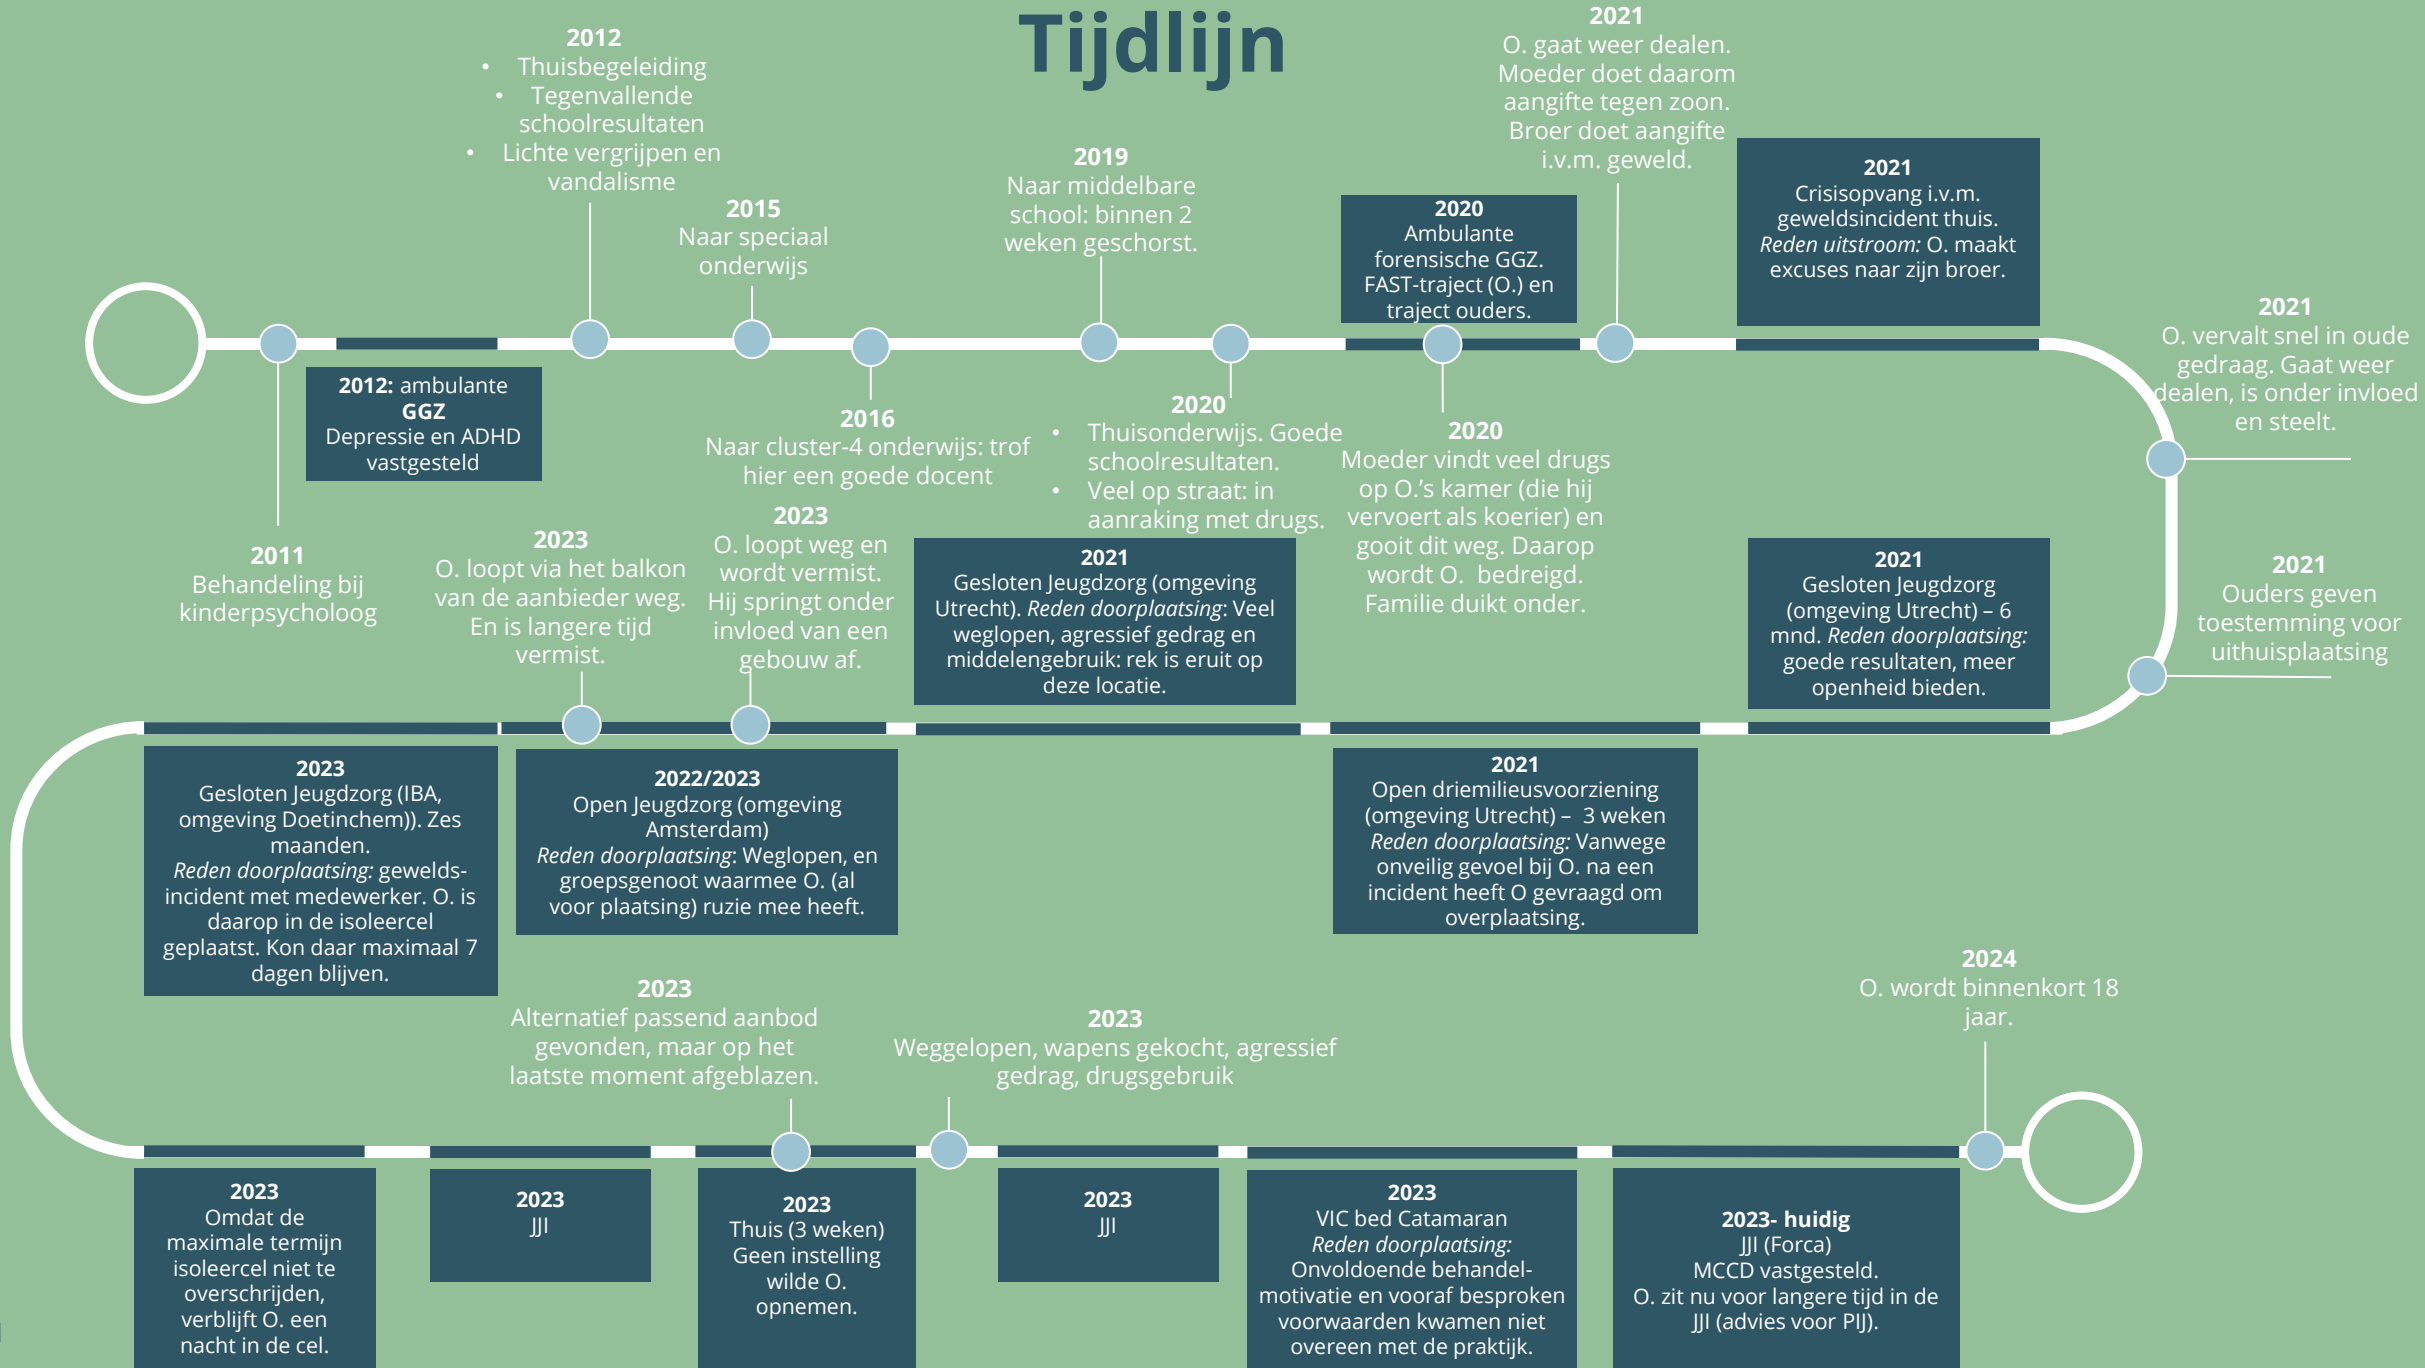 Tijdlijn
2011
Behandeling bij
kinderpsycholoog
2012: ambulante
GGZ
Depressie en ADHD
vastgesteld
2012
• Thuisbegeleiding
• Tegenvallende
schoolresultaten
• Lichte vergrijpen en
vandalisme
2015
Naar speciaal
onderwijs
2016
Naar cluster-4 onderwijs: trof
hier een goede docent
2019
Naar middelbare
school: binnen 2
weken geschorst.
2020
• Thuisonderwijs. Goede
schoolresultaten.
• Veel op straat: in
aanraking met drugs.
2020
Ambulante
forensische GGZ.
FAST-traject (O.) en
traject ouders.
2020
Moeder vindt veel drugs
op O.’s kamer (die hij
vervoert als koerier) en
gooit dit weg. Daarop
wordt O.  bedreigd.
Familie duikt onder.
2021
O. gaat weer dealen.
Moeder doet daarom
aangifte tegen zoon.
Broer doet aangifte
i.v.m. geweld.
2021
Crisisopvang i.v.m.
geweldsincident thuis.
Reden uitstroom: O. maakt
excuses naar zijn broer.
2021
O. vervalt snel in oude
gedraag. Gaat weer
dealen, is onder invloed
en steelt.
2021
Ouders geven
toestemming voor
uithuisplaatsing
2021
Gesloten Jeugdzorg
(omgeving Utrecht) – 6
mnd. Reden doorplaatsing:
goede resultaten, meer
openheid bieden.
2021
Open driemilieusvoorziening
(omgeving Utrecht) –  3 weken
Reden doorplaatsing: Vanwege
onveilig gevoel bij O. na een
incident heeft O gevraagd om
overplaatsing.
2021
Gesloten Jeugdzorg (omgeving
Utrecht). Reden doorplaatsing: Veel
weglopen, agressief gedrag en
middelengebruik: rek is eruit op
deze locatie.
2023
O. loopt weg en
wordt vermist.
Hij springt onder
invloed van een
gebouw af.
2023
O. loopt via het balkon
van de aanbieder weg.
En is langere tijd
vermist.
2022/2023
Open Jeugdzorg (omgeving
Amsterdam)
Reden doorplaatsing: Weglopen, en
groepsgenoot waarmee O. (al
voor plaatsing) ruzie mee heeft.
2023
Gesloten Jeugdzorg (IBA,
omgeving Doetinchem)). Zes
maanden.
Reden doorplaatsing: gewelds-
incident met medewerker. O. is
daarop in de isoleercel
geplaatst. Kon daar maximaal 7
dagen blijven.
2023
Omdat de
maximale termijn
isoleercel niet te
overschrijden,
verblijft O. een
nacht in de cel.
2023
JJI
2023
Alternatief passend aanbod
gevonden, maar op het
laatste moment afgeblazen.
2023
Thuis (3 weken)
Geen instelling
wilde O.
opnemen.
2023
Weggelopen, wapens gekocht, agressief
gedrag, drugsgebruik
2023
JJI
2023
VIC bed Catamaran
Reden doorplaatsing:
Onvoldoende behandel-
motivatie en vooraf besproken
voorwaarden kwamen niet
overeen met de praktijk.
2023- huidig
JJI (Forca)
MCCD vastgesteld.
O. zit nu voor langere tijd in de
JJI (advies voor PIJ).
2024
O. wordt binnenkort 18
jaar.